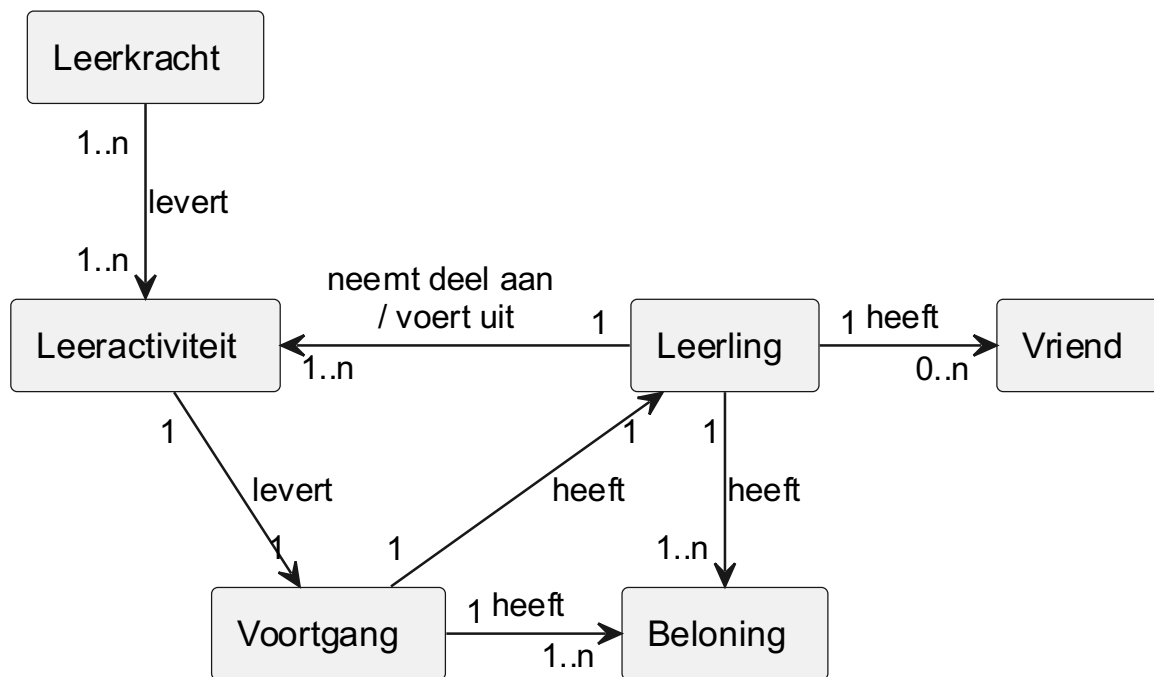 Leerkracht
1..n
levert
1..n
neemt deel aan
/ voert uit
1
1 heeft
Leeractiviteit
Leerling
Vriend
1..n
0..n
1
1
1
levert
heeft
heeft
1
1
1..n
1 heeft
Voortgang
Beloning
1..n